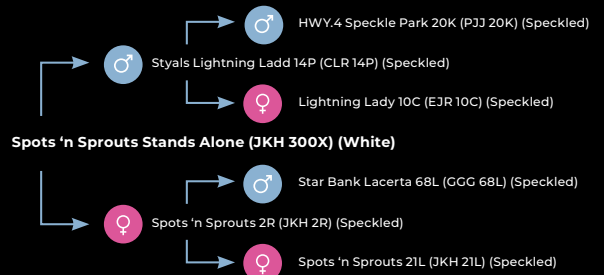 HWY.4 Speckle Park 20K (PJJ 20K) (Speckled)
Styals Lightning Ladd 14P (CLR 14P) (Speckled)
Lightning Lady 10C (EJR 10C) (Speckled)
Spots ‘n Sprouts Stands Alone (JKH 300X) (White)
Star Bank Lacerta 68L (GGG 68L) (Speckled)
Spots ‘n Sprouts 2R (JKH 2R) (Speckled)
Spots ‘n Sprouts 21L (JKH 21L) (Speckled)